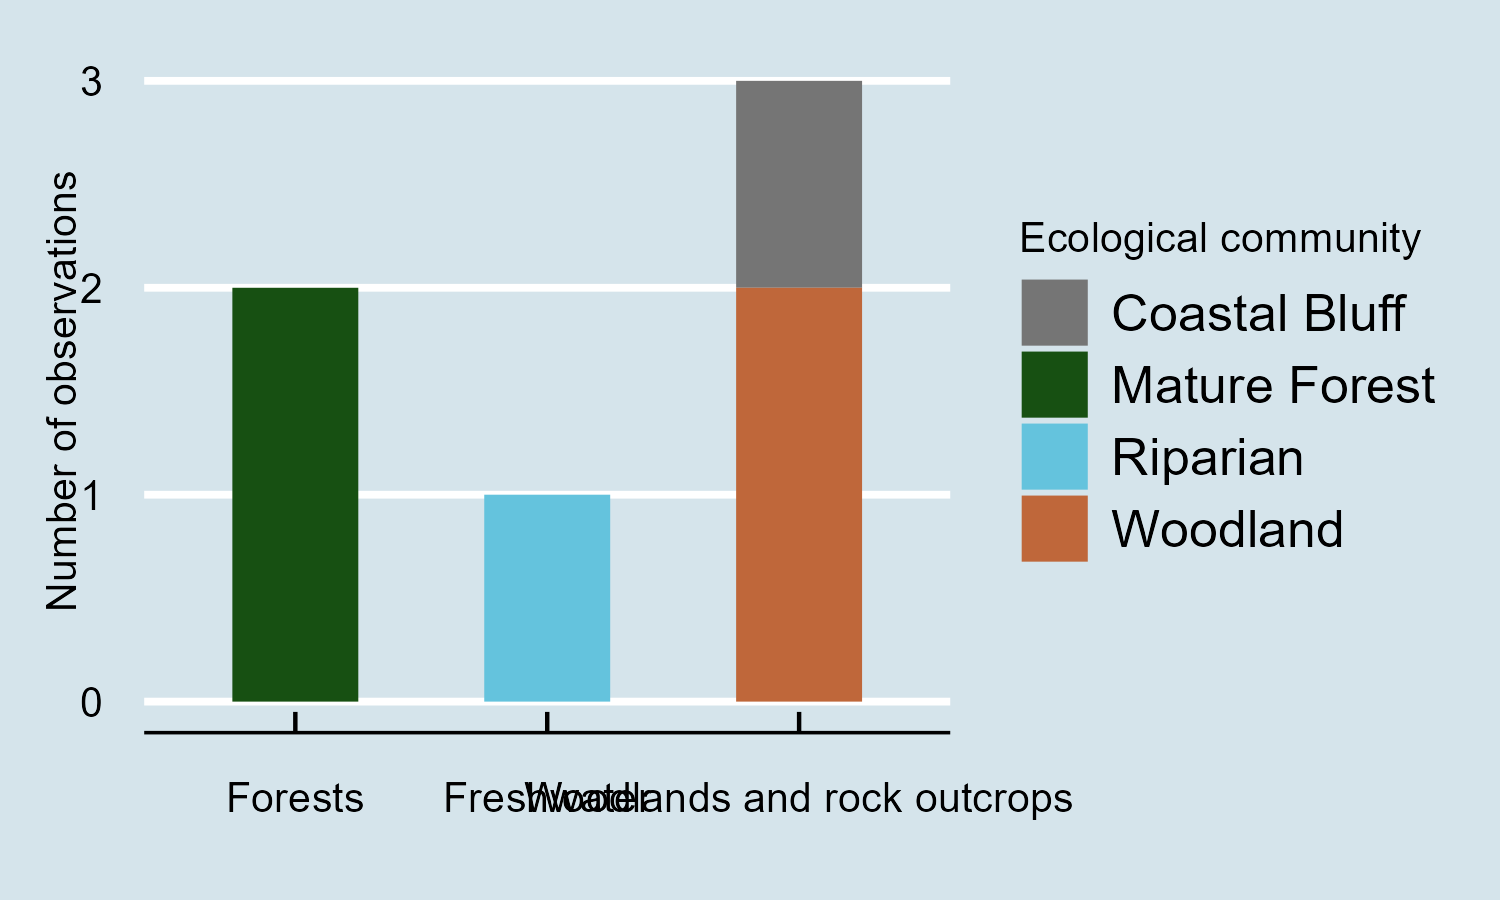 Number of observations
3
2
1
0
Forests
Freshwater
Woodlands and rock outcrops
Ecological community
Coastal Bluff
Mature Forest
Riparian
Woodland